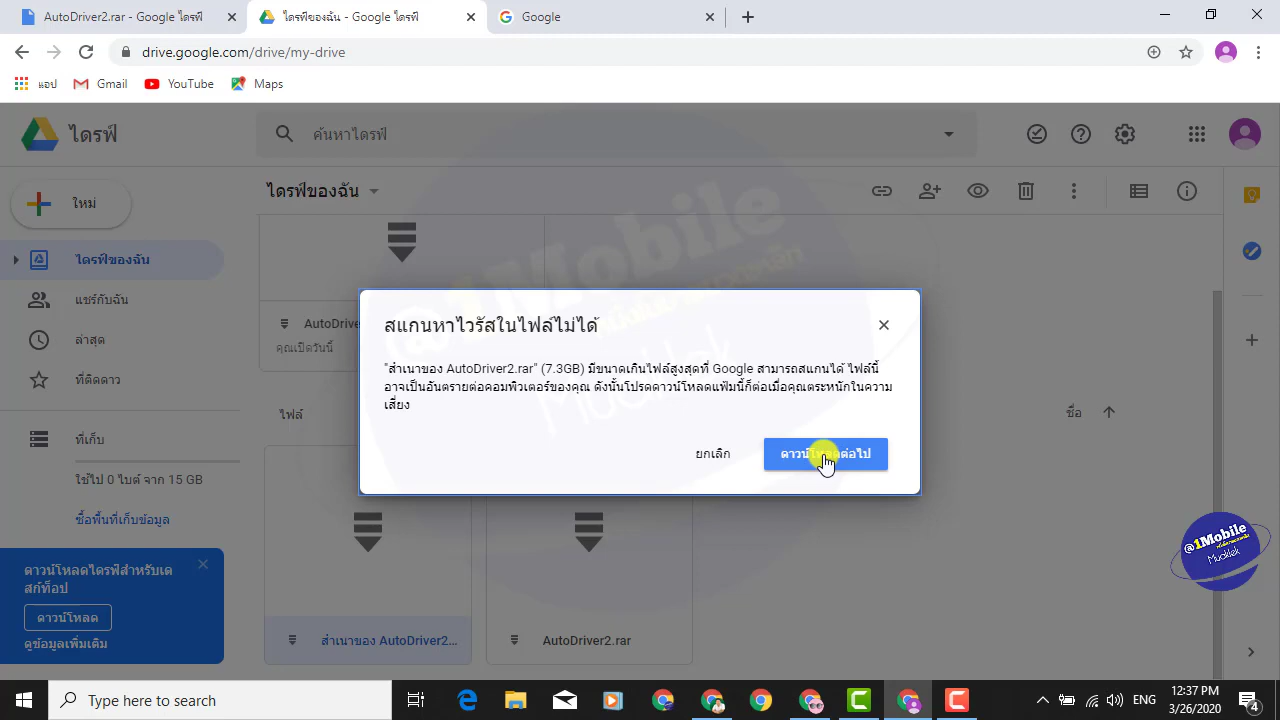 AutoDriver2.rar - Google ไดรฟ์
ไดรฟ์ของฉัน - Google ไดรฟ์
Google
drive.google.com/drive/my-drive
แอป
Gmail
YouTube
Maps
ไดรฟ์
ค้นหาไดรฟ์
ใหม่
ไดรฟ์ของฉัน
ไดรฟ์ของฉัน
แชร์กับฉัน
ล่าสุด
ที่ติดดาว
ที่เก็บ
ใช้ไป 0 ไบต์ จาก 15 GB
ซื้อพื้นที่เก็บข้อมูล
ดาวน์โหลดไดรฟ์สำหรับเด
สก์ท็อป
ดาวน์โหลด
ดูข้อมูลเพิ่มเติม
AutoDrive
คุณเปิดวันนี้
ไฟล์
ชื่อ
สแกนหาไวรัสในไฟล์ไม่ได้
"สำเนาของ AutoDriver2.rar" (7.3GB) มีขนาดเกินไฟล์สูงสุดที่ Google สามารถสแกนได้ ไฟล์นี้
อาจเป็นอันตรายต่อคอมพิวเตอร์ของคุณ ดังนั้นโปรดดาวน์โหลดแฟ้มนี้ก็ต่อเมื่อคุณตระหนักในความ
เสี่ยง
ยกเลิก
ดาวน์โหลดต่อไป
สำเนาของ AutoDriver2...
AutoDriver2.rar
@1Mobile
Muaklek
@1Mobile
Muaklek
Type here to search
ENG
12:37 PM
3/26/2020
4